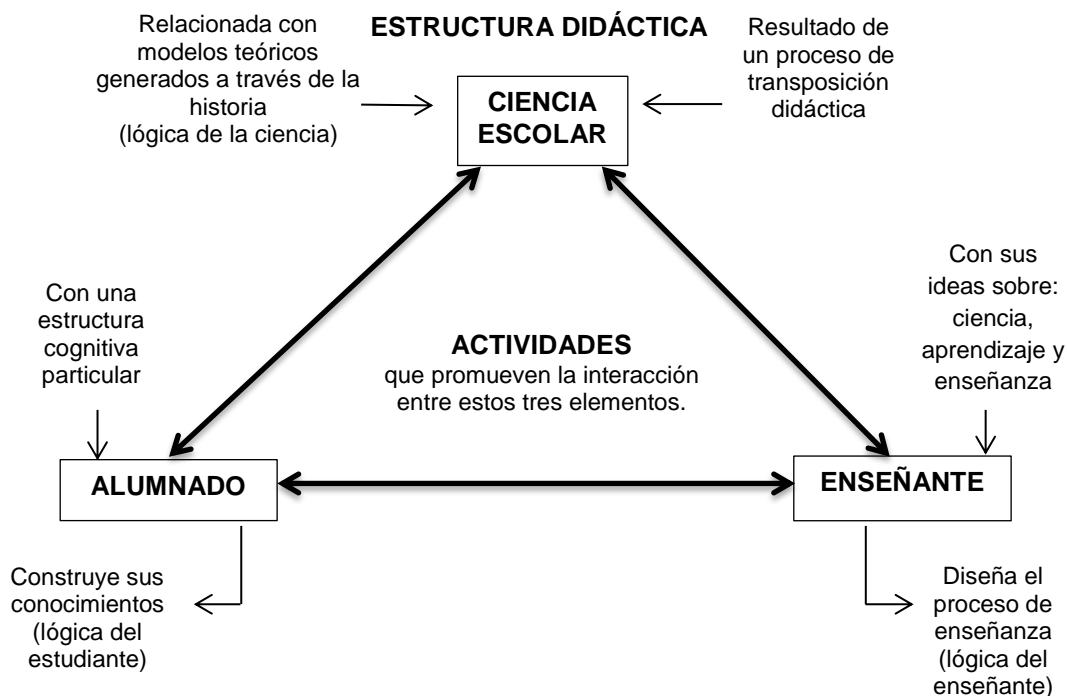 ESTRUCTURA DIDÁCTICA
Relacionada con
modelos teóricos
generados a través de la
historia
(lógica de la ciencia)
CIENCIA
ESCOLAR
Resultado de
un proceso de
transposición
didáctica
Con una
estructura
cognitiva
particular
ACTIVIDADES
que promueven la interacción
entre estos tres elementos.
Con sus
ideas sobre:
ciencia,
aprendizaje y
enseñanza
ALUMNADO
ENSEÑANTE
Construye sus
conocimientos
(lógica del
estudiante)
Diseña el
proceso de
enseñanza
(lógica del
enseñante)